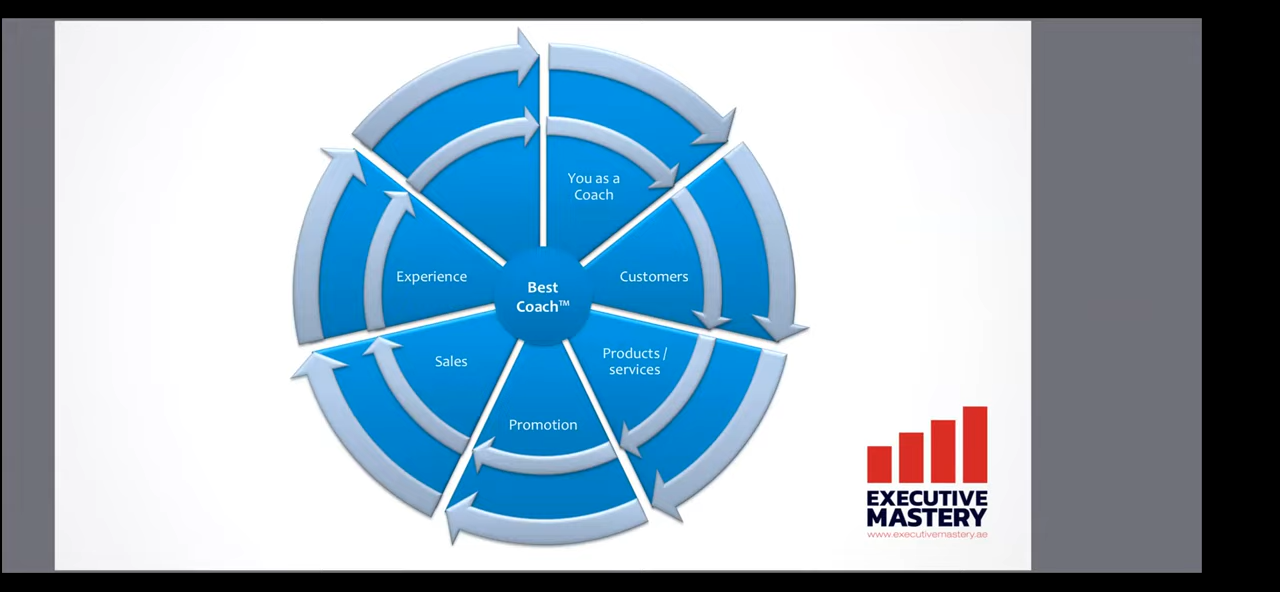 You as a
Coach
Customers
Products /
services
Promotion
Sales
Experience
Best
Coach™
EXECUTIVE
MASTERY
www.executivemastery.ae